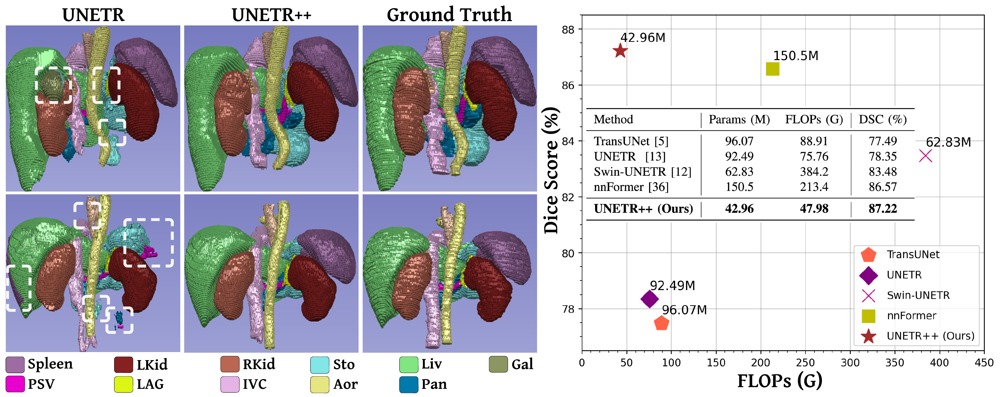 UNETR UNETR++ Ground Truth
Spleen LKid RKid Sto Liv Gal
PSV LAG IVC Aor Pan
Dice Score (%)
88
86
84
82
80
78
42.96M
150.5M
62.83M
92.49M
96.07M
Method Params (M) FLOPs (G) DSC (%)
TransUNet [5] 96.07 88.91 77.49
UNETR [13] 92.49 75.76 78.35
Swin-UNETR [12] 62.83 384.2 83.48
nnFormer [36] 150.5 213.4 86.57
UNETR++ (Ours) 42.96 47.98 87.22
TransUNet
UNETR
Swin-UNETR
nnFormer
UNETR++ (Ours)
0 50 100 150 200 250 300 350 400 450
FLOPs (G)